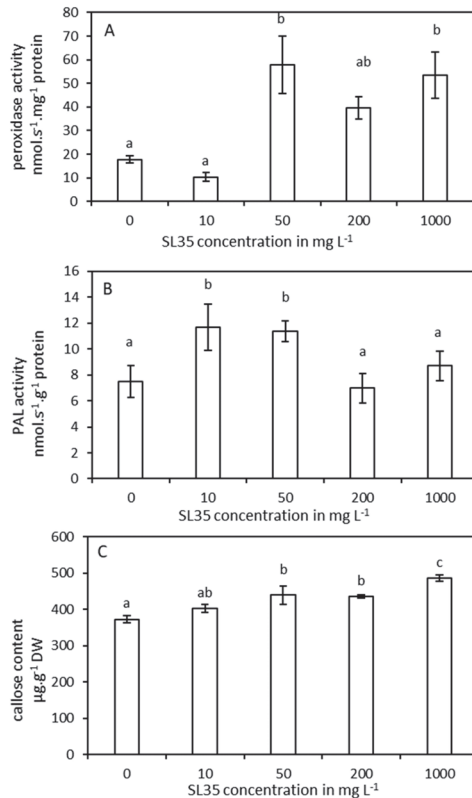 A
peroxidase activity
nmol.s⁻¹.mg⁻¹ protein
80
70
60
50
40
30
20
10
0
a
a
b
ab
b
0 10 50 200 1000
SL35 concentration in mg L⁻¹
B
PAL activity
nmol.s⁻¹.g⁻¹ protein
16
14
12
10
8
6
4
2
0
a
b
b
a
a
0 10 50 200 1000
SL35 concentration in mg L⁻¹
C
callose content
µg.g⁻¹ DW
600
500
400
300
200
100
0
a
ab
b
b
c
0 10 50 200 1000
SL35 concentration in mg L⁻¹